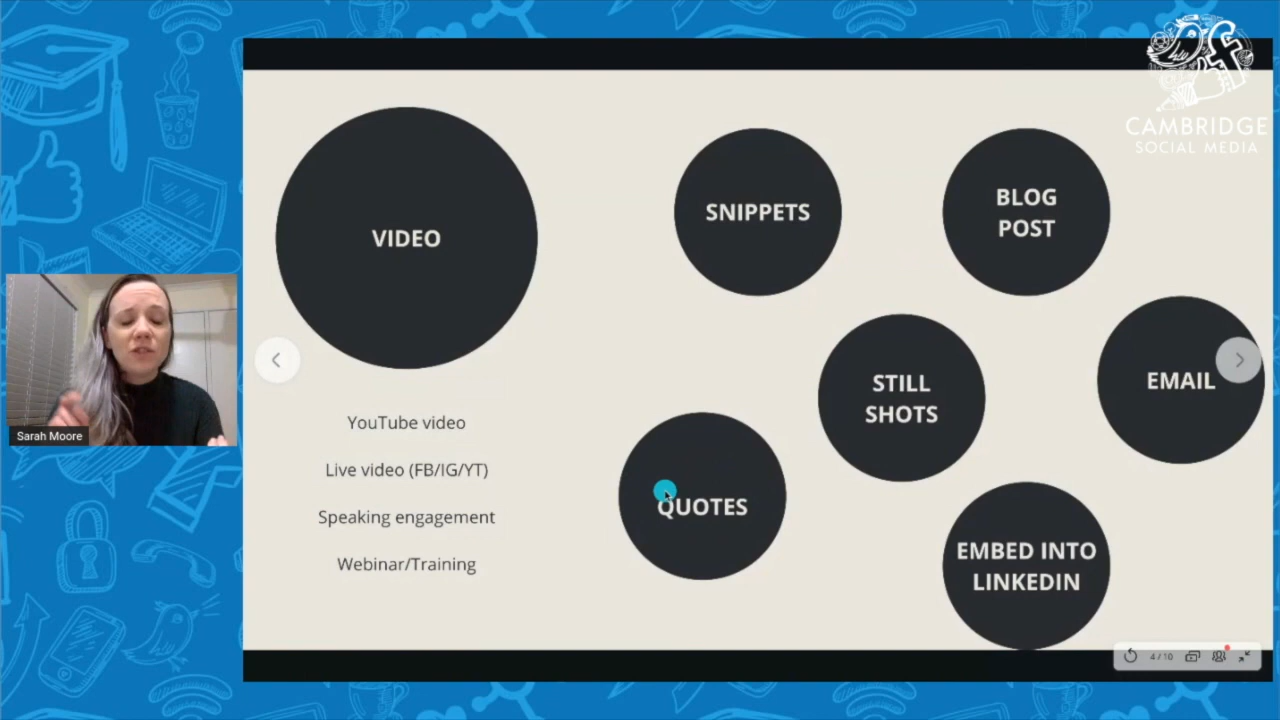 CAMBRIDGE
SOCIAL MEDIA
VIDEO
SNIPPETS
BLOG
POST
STILL
SHOTS
EMAIL
QUOTES
EMBED INTO
LINKEDIN
YouTube video
Live video (FB/IG/YT)
Speaking engagement
Webinar/Training
Sarah Moore
4/10